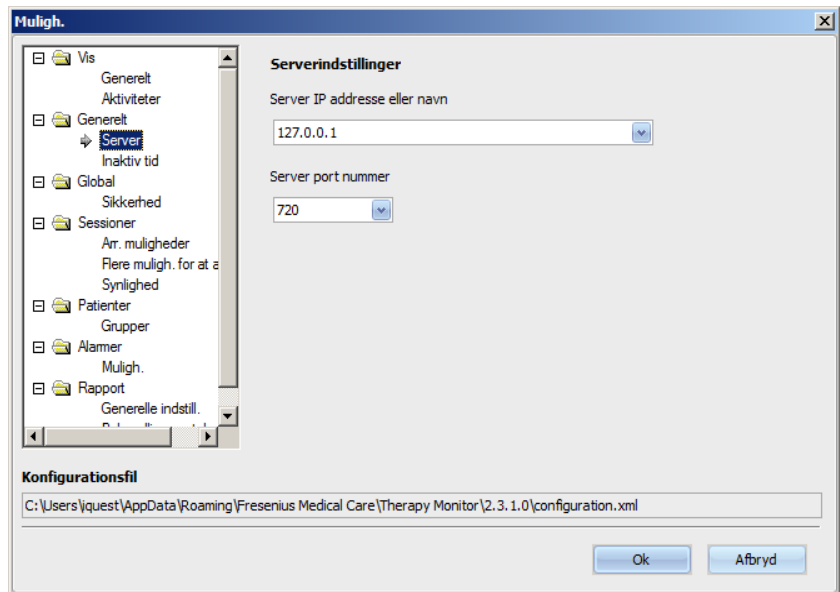 Muligh.
Vis
Generelt
Aktiviteter
Generelt
Server
Inaktiv tid
Global
Sikkerhed
Sessioner
Arr. muligheder
Flere muligh. for at a
Synlighed
Patienter
Grupper
Alarmer
Muligh.
Rapport
Generelle indstill.
Serverindstillinger
Server IP addresse eller navn
127.0.0.1
Server port nummer
720
Konfigurationsfil
C:\Users\iquest\AppData\Roaming\Fresenius Medical Care\Therapy Monitor\2.3.1.0\configuration.xml
Ok
Afbryd